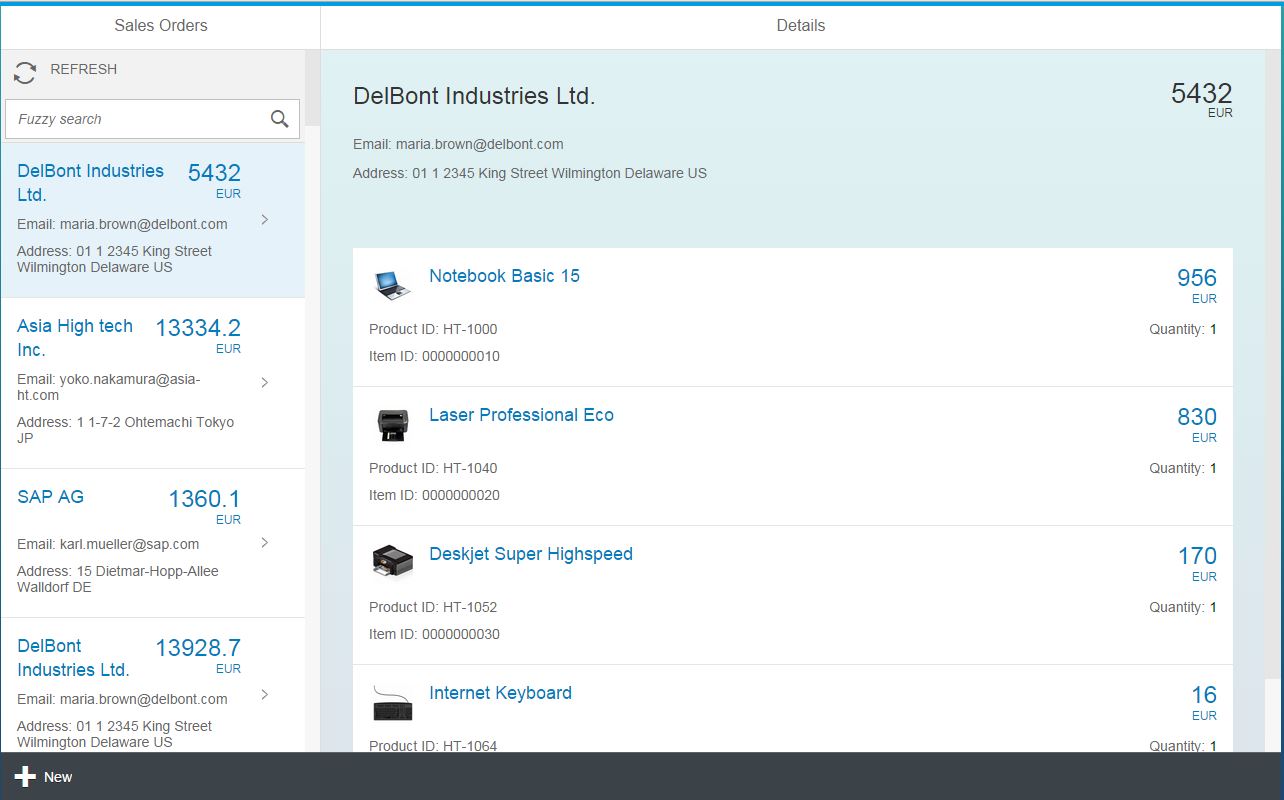 Sales Orders
Details
REFRESH
Fuzzy search
DelBont Industries
Ltd.
5432
EUR
Email: maria.brown@delbont.com
Address: 01 1 2345 King Street
Wilmington Delaware US
Asia High tech
Inc.
13334.2
EUR
Email: yoko.nakamura@asia-
ht.com
Address: 1 1-7-2 Ohtemachi Tokyo
JP
SAP AG
1360.1
EUR
Email: karl.mueller@sap.com
Address: 15 Dietmar-Hopp-Allee
Walldorf DE
DelBont
Industries Ltd.
13928.7
EUR
Email: maria.brown@delbont.com
Address: 01 1 2345 King Street
Wilmington Delaware US
DelBont Industries Ltd.
5432
EUR
Email: maria.brown@delbont.com
Address: 01 1 2345 King Street Wilmington Delaware US
Notebook Basic 15
956
EUR
Product ID: HT-1000
Quantity: 1
Item ID: 0000000010
Laser Professional Eco
830
EUR
Product ID: HT-1040
Quantity: 1
Item ID: 0000000020
Deskjet Super Highspeed
170
EUR
Product ID: HT-1052
Quantity: 1
Item ID: 0000000030
Internet Keyboard
16
EUR
Product ID: HT-1064
Quantity: 1
New